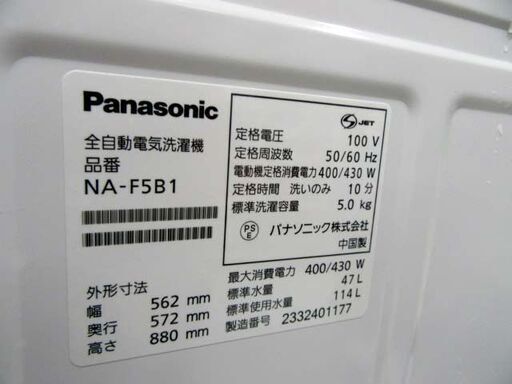 Panasonic
全自動電気洗濯機
品番
NA-F5B1
外形寸法
幅 562 mm
奥行 572 mm
高さ 880 mm
S JET
定格電圧 100 V
定格周波数 50/60 Hz
電動機定格消費電力 400/430 W
定格時間 洗いのみ 10 分
標準洗濯容量 5.0 kg
PS E パナソニック株式会社
中国製
最大消費電力 400/430 W
標準水量 47 L
標準使用水量 114 L
製造番号 2332401177